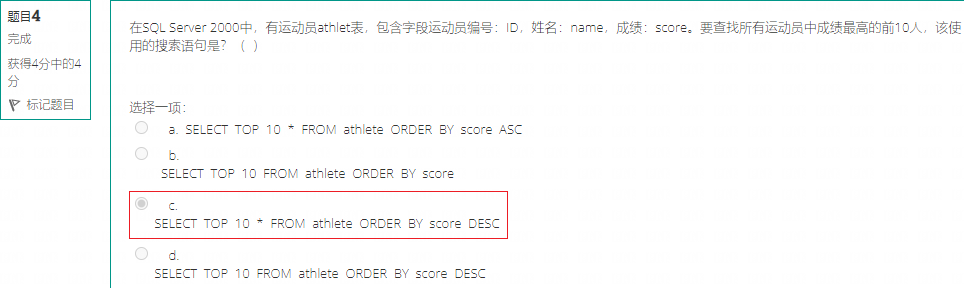 题目4
完成
获得4分中的4
分
标记题目
在SQL Server 2000中，有运动员athlet表，包含字段运动员编号：ID，姓名：name，成绩：score。要查找所有运动员中成绩最高的前10人，该使
用的搜索语句是？（ ）
选择一项：
a. SELECT TOP 10 * FROM athlete ORDER BY score ASC
b.
SELECT TOP 10 FROM athlete ORDER BY score
c.
SELECT TOP 10 * FROM athlete ORDER BY score DESC
d.
SELECT TOP 10 FROM athlete ORDER BY score DESC